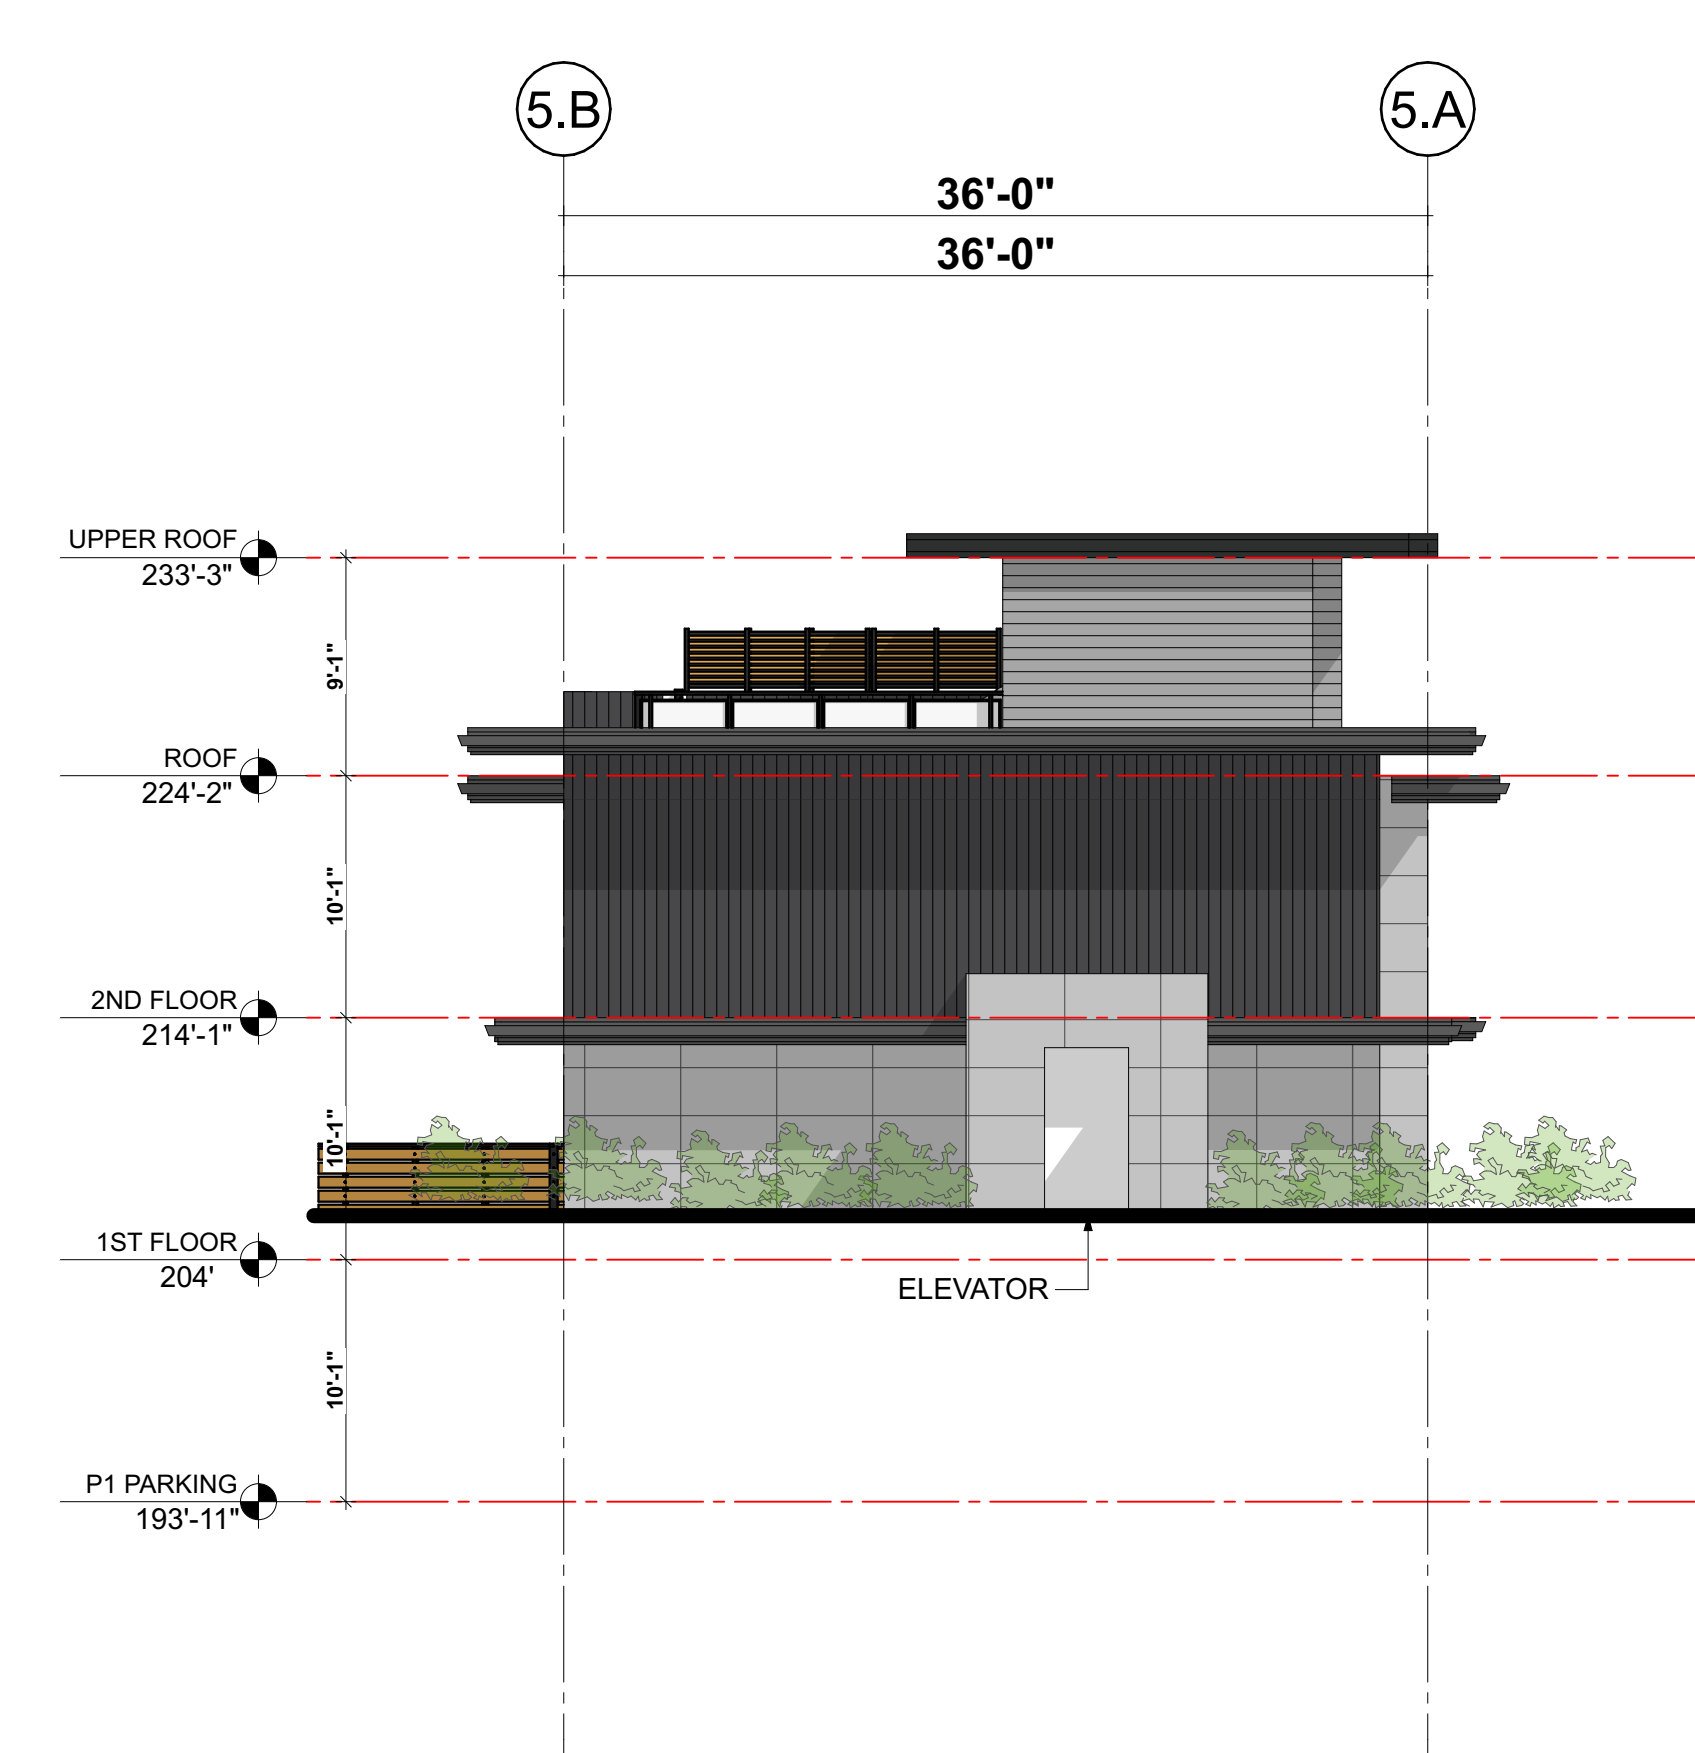 5.B
5.A
36'-0"
36'-0"
UPPER ROOF
233'-3"
9'-1"
ROOF
224'-2"
10'-1"
2ND FLOOR
214'-1"
10'-1"
1ST FLOOR
204'
ELEVATOR
10'-1"
P1 PARKING
193'-11"